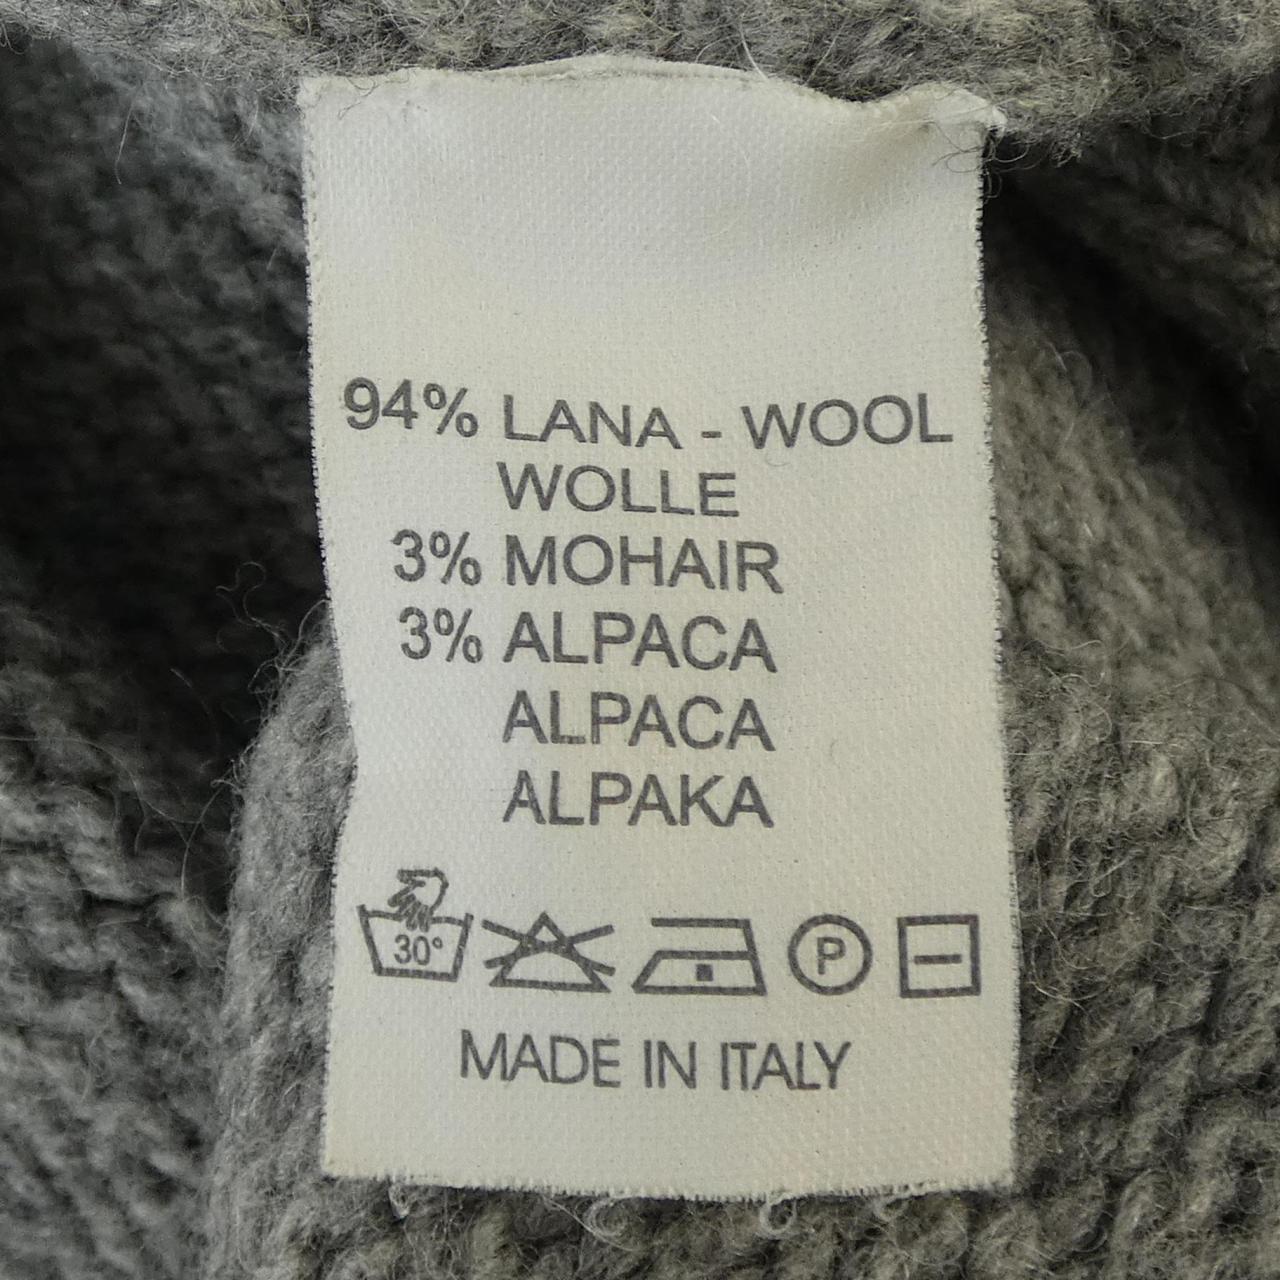 94% LANA - WOOL
WOLLE
3% MOHAIR
3% ALPACA
ALPACA
ALPAKA
30° P
MADE IN ITALY